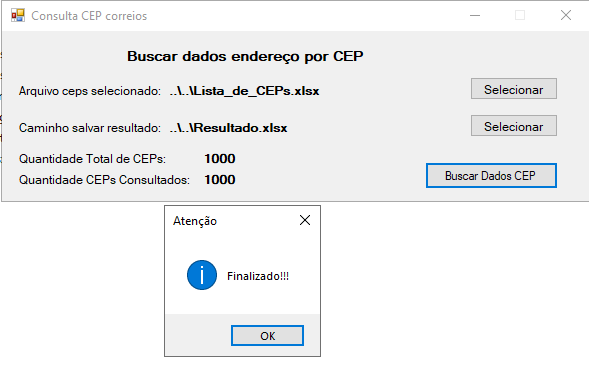 Consulta CEP correios
Buscar dados endereço por CEP
Arquivo ceps selecionado: ..\..\Lista_de_CEPs.xlsx
Selecionar
Caminho salvar resultado: ..\..\Resultado.xlsx
Selecionar
Quantidade Total de CEPs: 1000
Quantidade CEPs Consultados: 1000
Buscar Dados CEP
Atenção
Finalizado!!!
OK